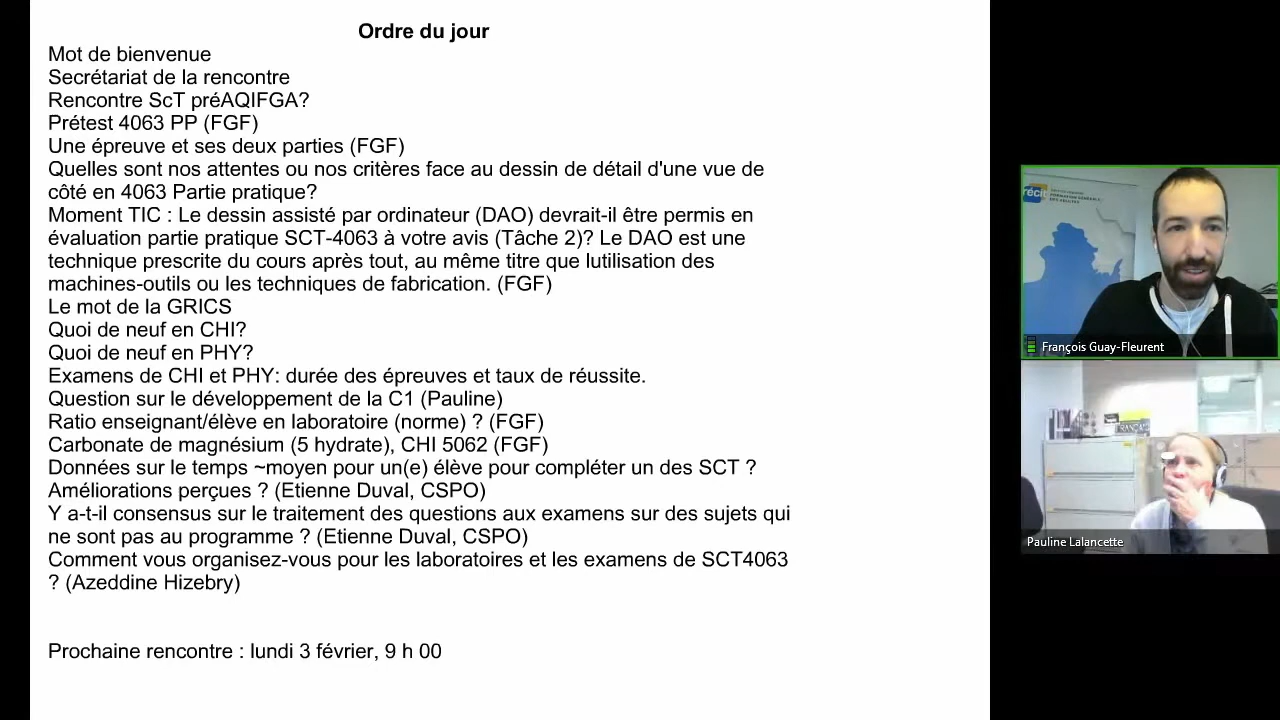 Ordre du jour
Mot de bienvenue
Secrétariat de la rencontre
Rencontre ScT préAQIFGA?
Prétest 4063 PP (FGF)
Une épreuve et ses deux parties (FGF)
Quelles sont nos attentes ou nos critères face au dessin de détail d'une vue de
côté en 4063 Partie pratique?
Moment TIC : Le dessin assisté par ordinateur (DAO) devrait-il être permis en
évaluation partie pratique SCT-4063 à votre avis (Tâche 2)? Le DAO est une
technique prescrite du cours après tout, au même titre que lutilisation des
machines-outils ou les techniques de fabrication. (FGF)
Le mot de la GRICS
Quoi de neuf en CHI?
Quoi de neuf en PHY?
Examens de CHI et PHY: durée des épreuves et taux de réussite.
Question sur le développement de la C1 (Pauline)
Ratio enseignant/élève en laboratoire (norme) ? (FGF)
Carbonate de magnésium (5 hydrate), CHI 5062 (FGF)
Données sur le temps ~moyen pour un(e) élève pour compléter un des SCT ?
Améliorations perçues ? (Etienne Duval, CSPO)
Y a-t-il consensus sur le traitement des questions aux examens sur des sujets qui
ne sont pas au programme ? (Etienne Duval, CSPO)
Comment vous organisez-vous pour les laboratoires et les examens de SCT4063
? (Azeddine Hizebry)
Prochaine rencontre : lundi 3 février, 9 h 00
récit
François Guay-Fleurent
FRANÇAIS
Pauline Lalancette